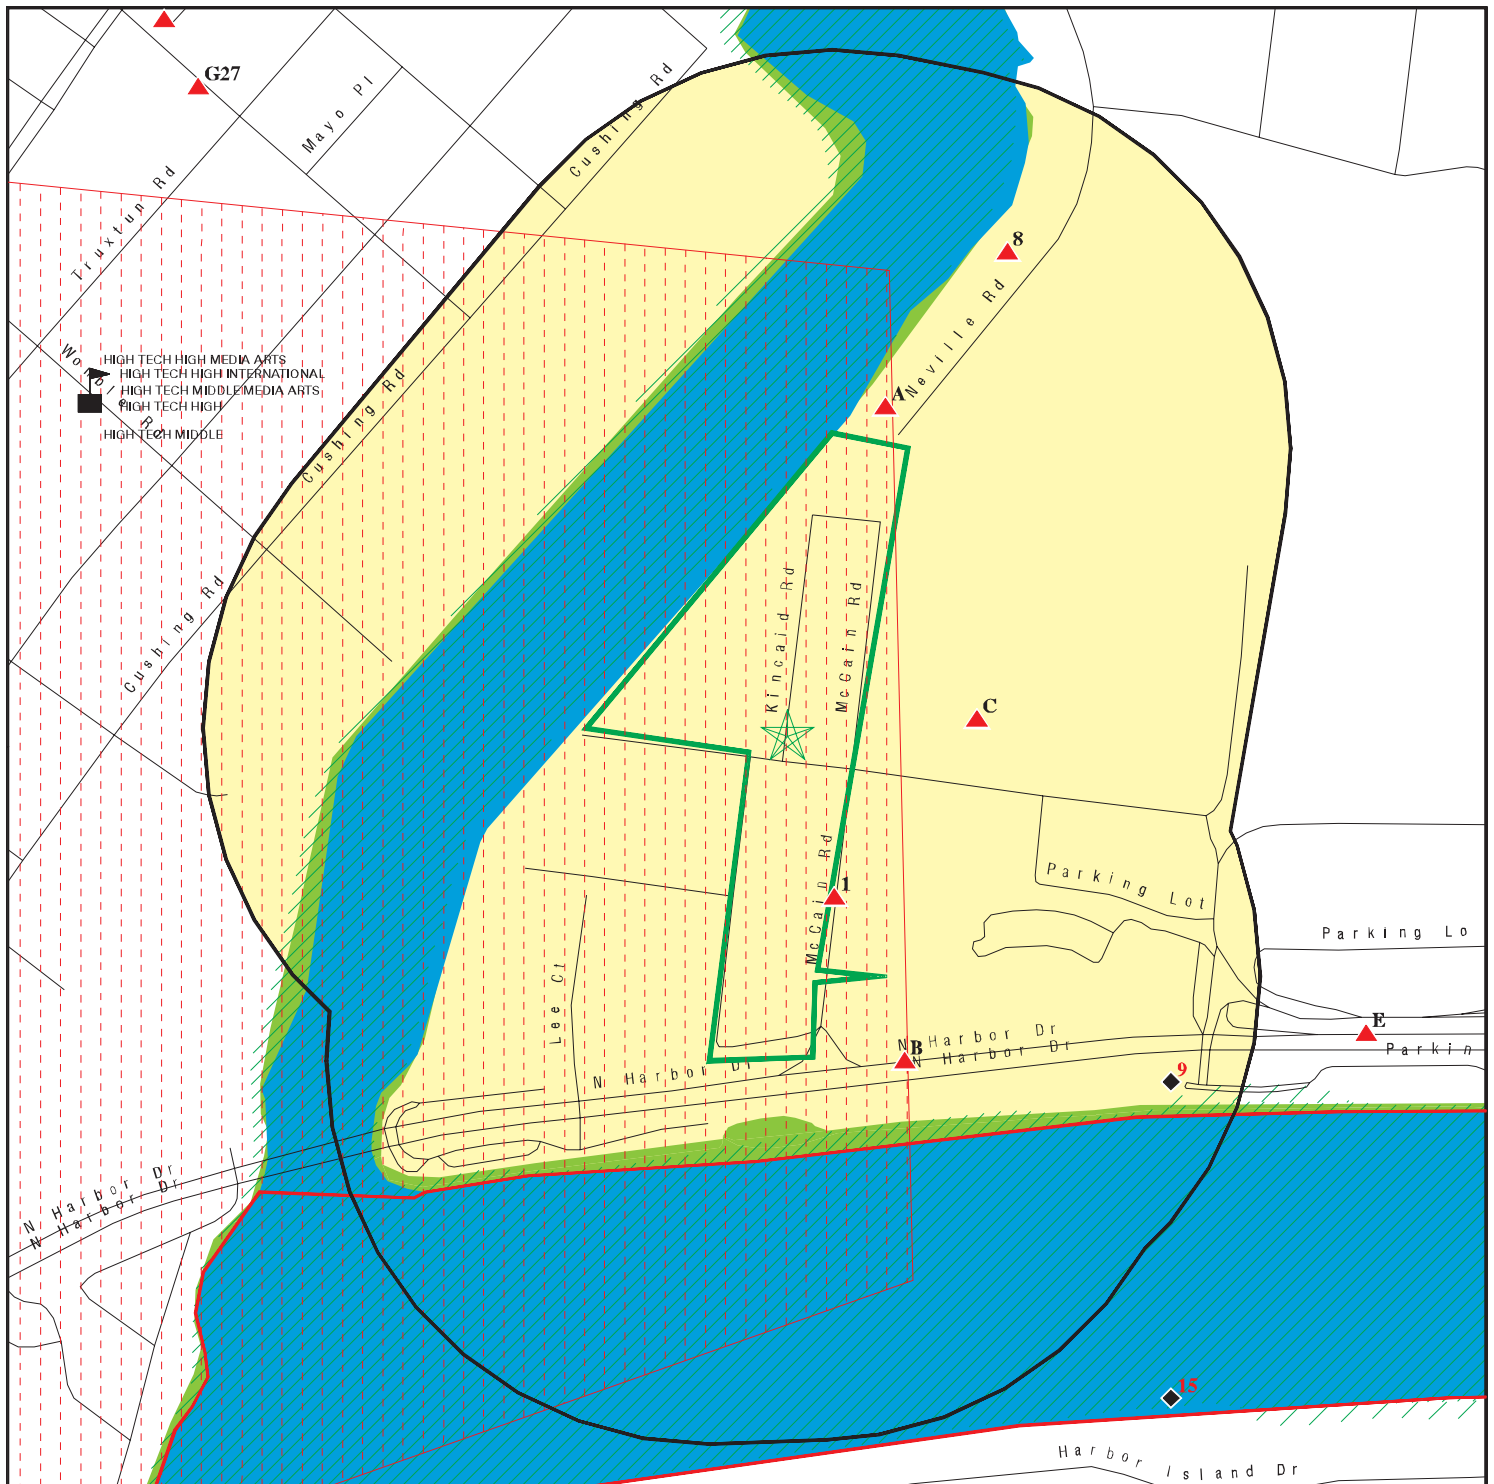 G27
Mayo Pl
Cushing Rd
Truxtun Rd
8
Neville Rd
HIGH TECH HIGH MEDIA ARTS
HIGH TECH HIGH INTERNATIONAL
HIGH TECH MIDDLE MEDIA ARTS
HIGH TECH HIGH
HIGH TECH MIDDLE
Womble Rd
Cushing Rd
A
Cushing Rd
Kincaid Rd
McCain Rd
C
McCain Rd
1
Parking Lot
Parking Lo
Lee Ct
N Harbor Dr
N Harbor Dr
B
N Harbor Dr
E
Parkin
9
N Harbor Dr
N Harbor Dr
15
Harbor Island Dr